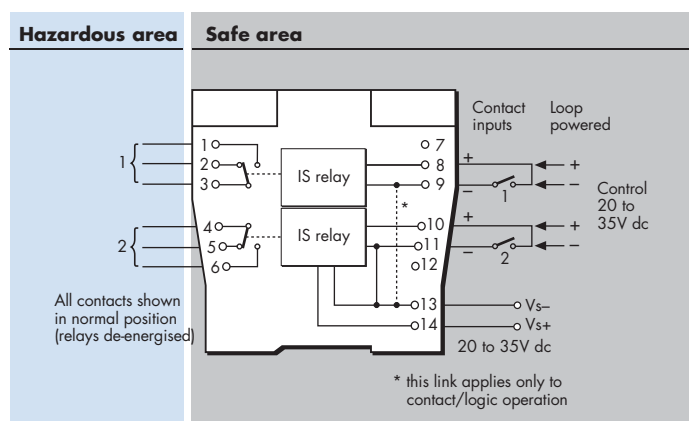 Hazardous area
Safe area
Contact inputs
Loop powered
1
2
3
1
IS relay
7
8
9
+
–
1
+
–
Control
20 to
35V dc
*
4
5
6
2
IS relay
10
11
12
+
–
2
+
–
13
14
Vs–
Vs+
20 to 35V dc
All contacts shown
in normal position
(relays de-energised)
* this link applies only to
contact/logic operation